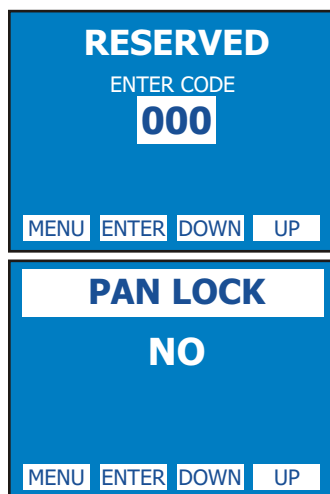 RESERVED
ENTER CODE
000
MENU ENTER DOWN UP
PAN LOCK
NO
MENU ENTER DOWN UP